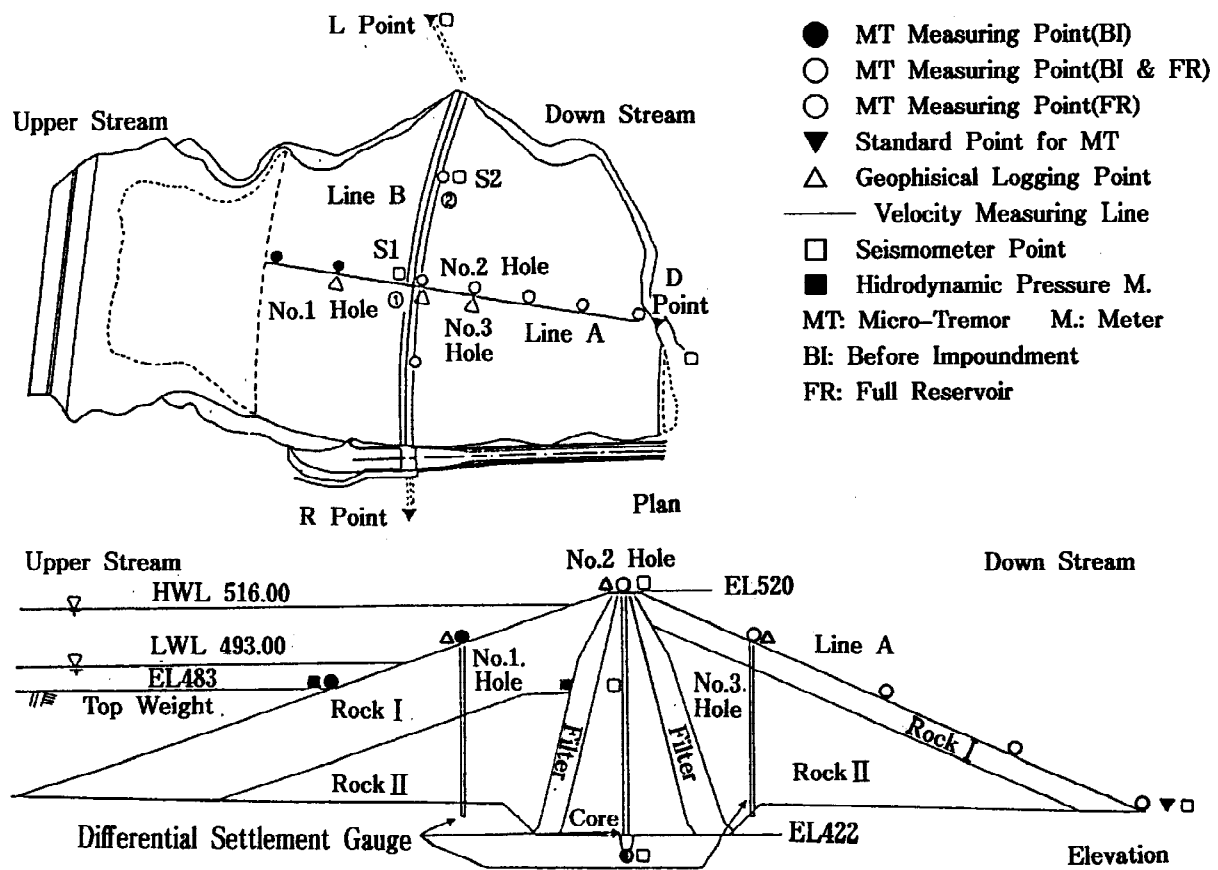 L Point
Upper Stream
Down Stream
Line B
S2
②
S1
No.2 Hole
D
Point
①
No.1 Hole
No.3
Hole
Line A
R Point
Plan
MT Measuring Point(BI)
MT Measuring Point(BI & FR)
MT Measuring Point(FR)
Standard Point for MT
Geophisical Logging Point
Velocity Measuring Line
Seismometer Point
Hidrodynamic Pressure M.
MT: Micro-Tremor M.: Meter
BI: Before Impoundment
FR: Full Reservoir
Upper Stream
No.2 Hole
Down Stream
HWL 516.00
EL520
LWL 493.00
Line A
EL483
No.1.
Hole
Top Weight
Rock I
No.3.
Hole
Filter
Filter
Rock I
Rock II
Rock II
Core
Differential Settlement Gauge
EL422
Elevation